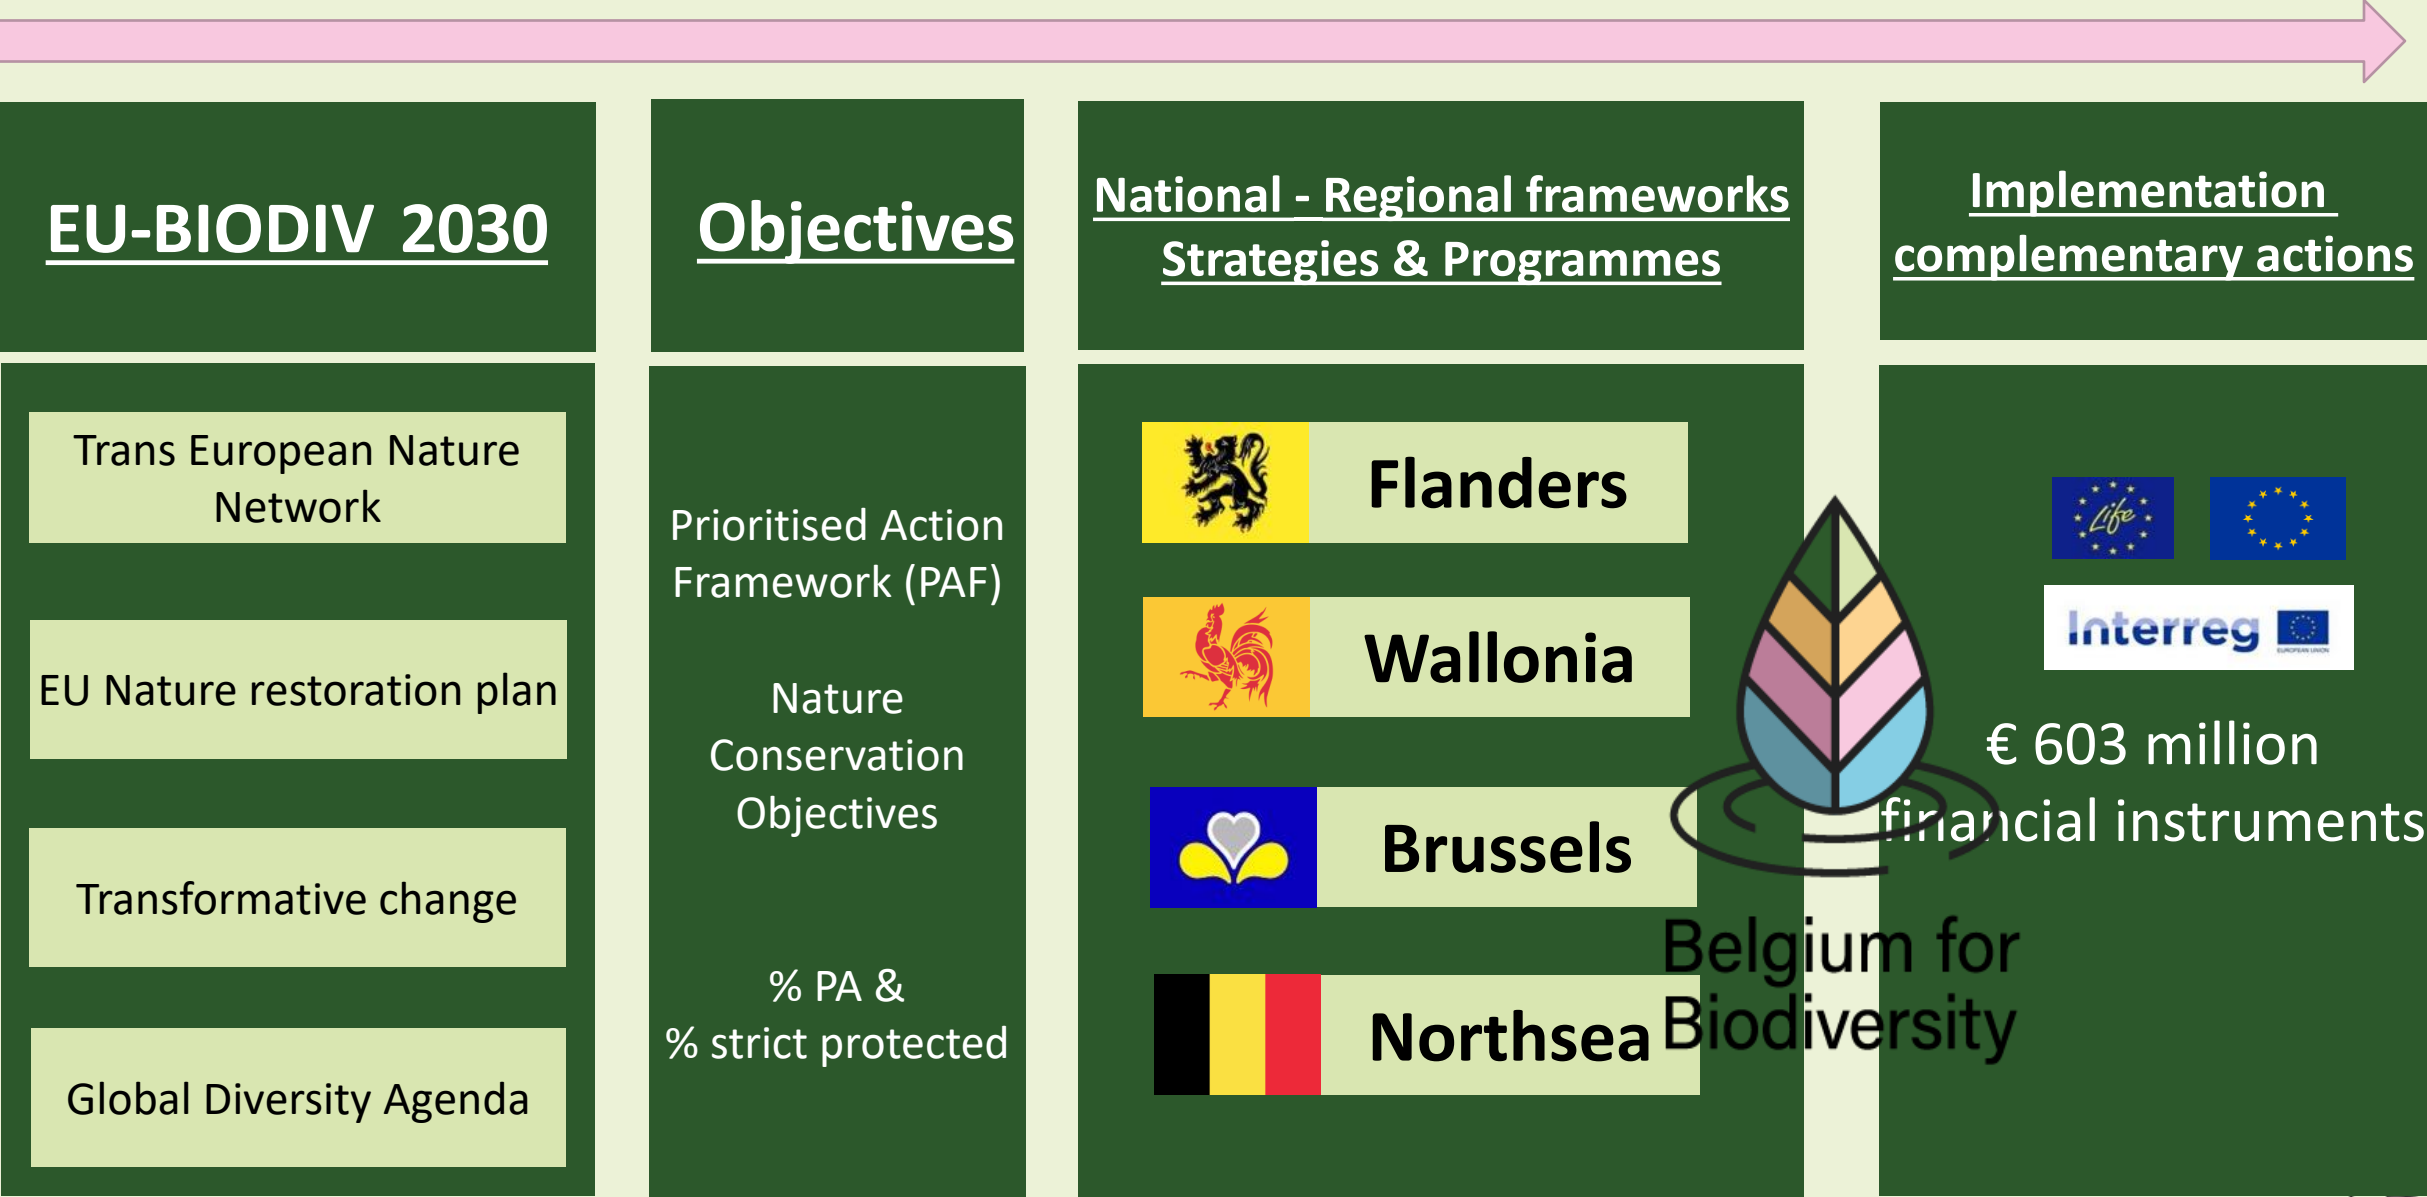 EU-BIODIV 2030
Trans European Nature
Network
EU Nature restoration plan
Transformative change
Global Diversity Agenda
Objectives
Prioritised Action
Framework (PAF)
Nature
Conservation
Objectives
% PA &
% strict protected
National - Regional frameworks
Strategies & Programmes
Flanders
Wallonia
Brussels
Northsea
Belgium for
Biodiversity
Implementation
complementary actions
Life
Interreg
EUROPEAN UNION
€ 603 million
financial instruments